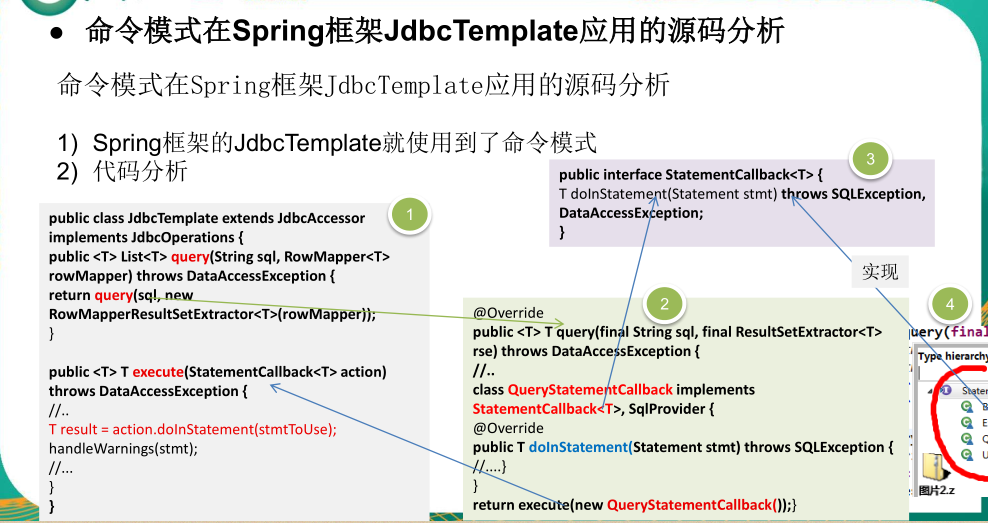 ● 命令模式在Spring框架JdbcTemplate应用的源码分析
命令模式在Spring框架JdbcTemplate应用的源码分析
1) Spring框架的JdbcTemplate就使用到了命令模式
2) 代码分析
1
public class JdbcTemplate extends JdbcAccessor
implements JdbcOperations {
public <T> List<T> query(String sql, RowMapper<T>
rowMapper) throws DataAccessException {
return query(sql, new
RowMapperResultSetExtractor<T>(rowMapper));
}
public <T> T execute(StatementCallback<T> action)
throws DataAccessException {
//..
T result = action.doInStatement(stmtToUse);
handleWarnings(stmt);
//...
}
}
3
public interface StatementCallback<T> {
T doInStatement(Statement stmt) throws SQLException,
DataAccessException;
}
实现
2
@Override
public <T> T query(final String sql, final ResultSetExtractor<T>
rse) throws DataAccessException {
//..
class QueryStatementCallback implements
StatementCallback<T>, SqlProvider {
@Override
public T doInStatement(Statement stmt) throws SQLException {
//....}
}
return execute(new QueryStatementCallback());}
4
query(final
Type hierarchy
State
E
Q
U
图片2.z